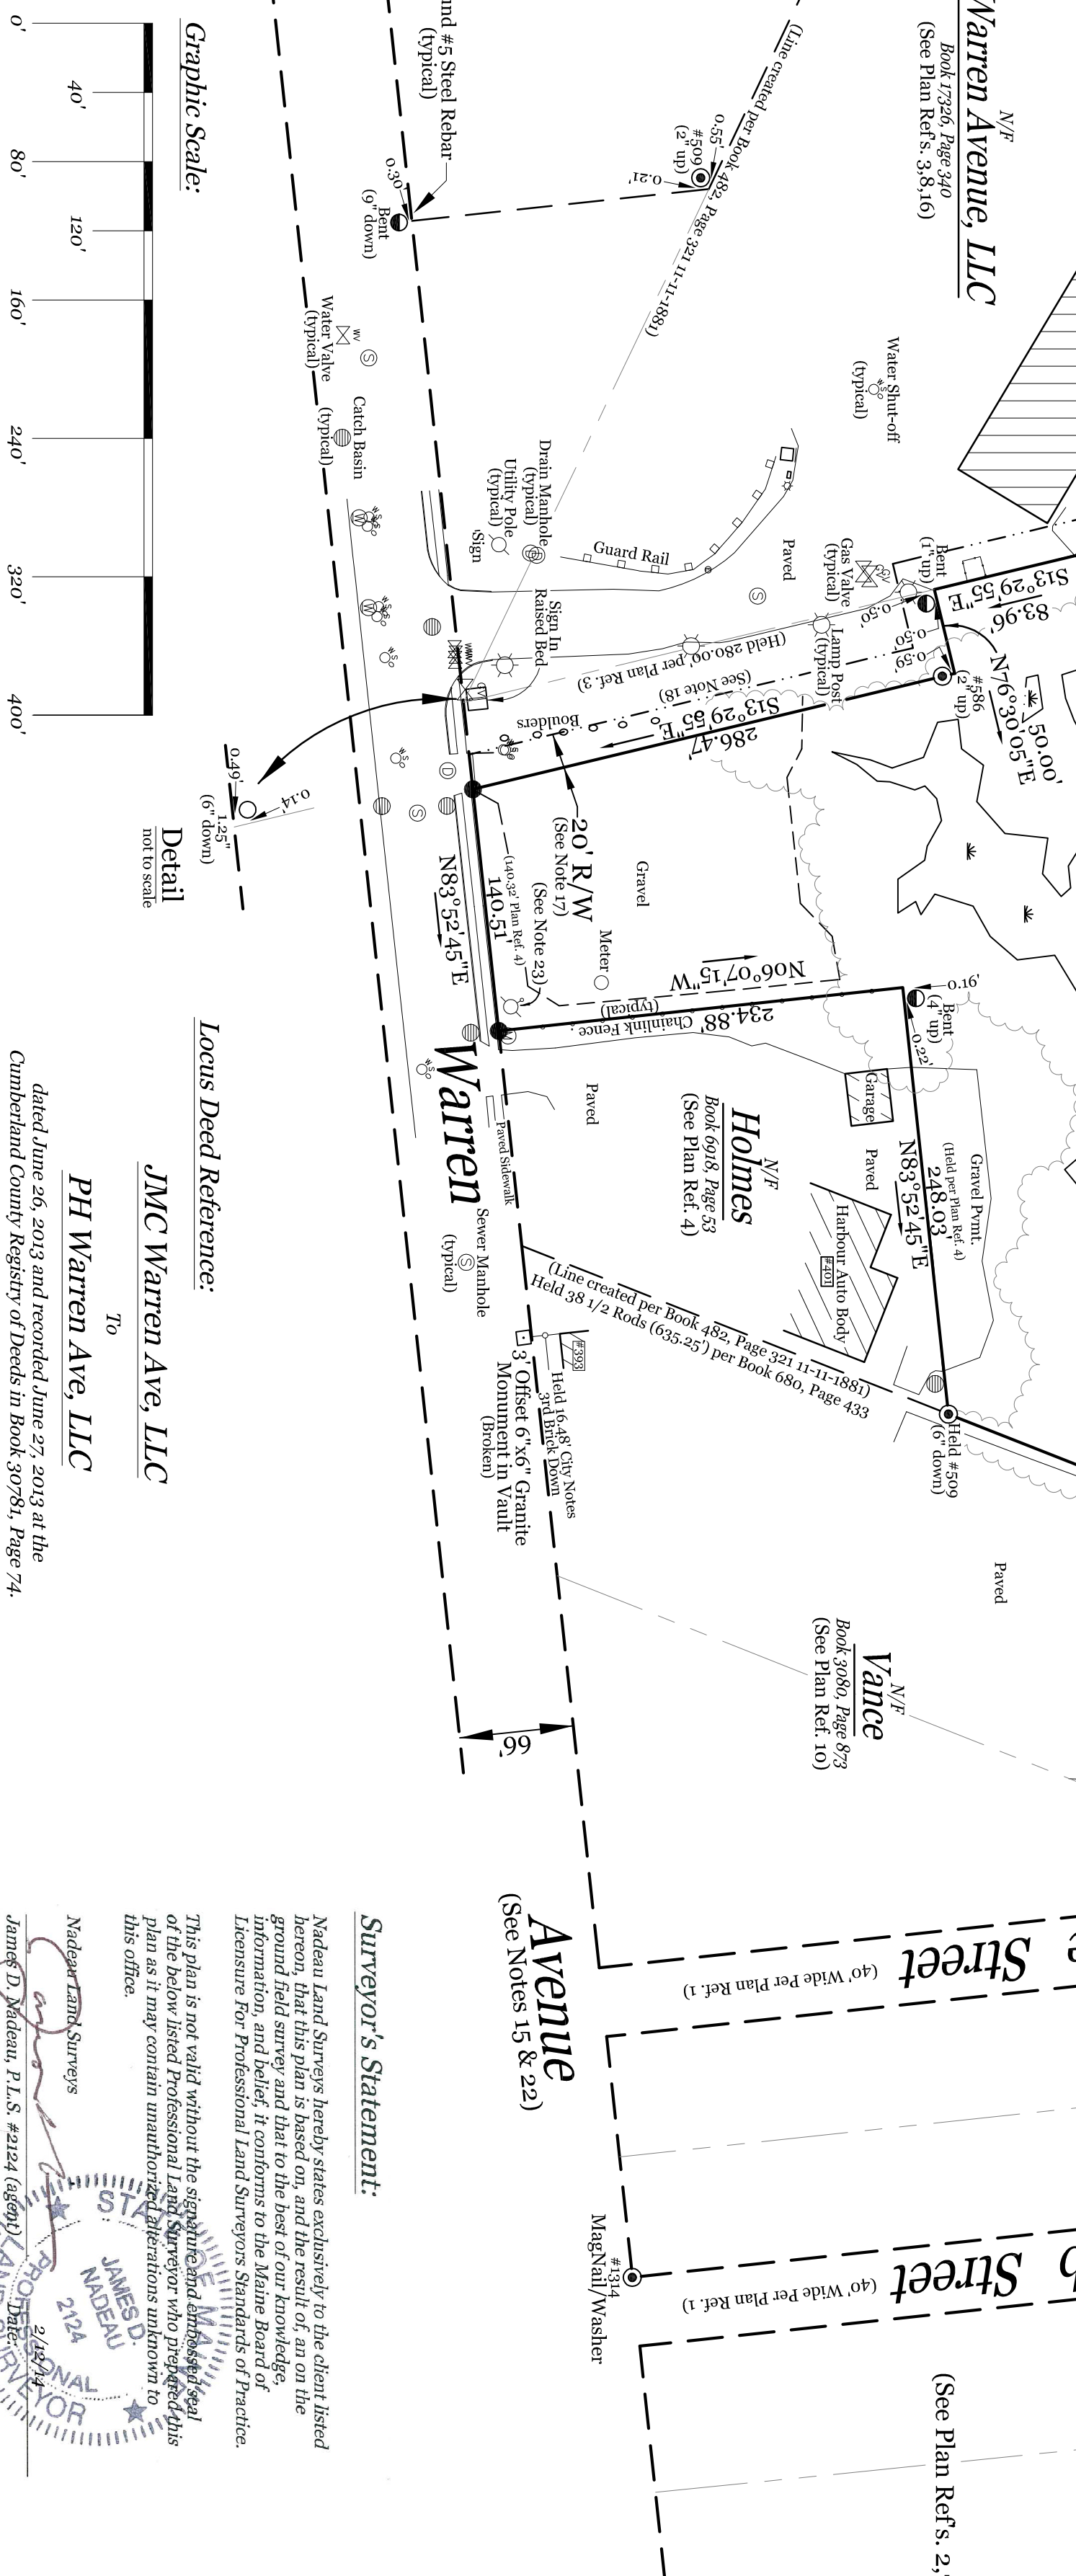 N/F
Warren Avenue, LLC
Book 17326, Page 340
(See Plan Ref's. 3,8,16)
(Line created per Book 482, Page 321 11-11-1881)
0.55'
#509
(2" up)
0.21'
und #5 Steel Rebar
(typical)
0.30'
Bent
(9" down)
Water Shut-off
(typical)
WSO
WV
Water Valve
(typical)
S
Catch Basin
(typical)
Drain Manhole
(typical)
Utility Pole
(typical)
Sign
Guard Rail
Paved
Gas Valve
(typical)
GV
Bent
(1" up)
0.50'
0.50'
0.59'
S13°29'55"E
83.96'
N76°30'05"E
50.00'
#586
(2" up)
Lamp Post
(typical)
Sign In
Raised Bed
(Held 280.00' per Plan Ref. 3)
(See Note 18)
S13°29'55"E
286.47'
Boulders
20' R/W
(See Note 17)
Gravel
Meter
(See Note 23)
(140.32' Plan Ref. 4)
140.51'
N83°52'45"E
N06°07'15"W
234.88'
Chainlink Fence
(typical)
0.16'
Bent
(4" up)
0.22'
Garage
Gravel Pvmt.
(Held per Plan Ref. 4)
248.03'
N83°52'45"E
Paved
Paved
N/F
Holmes
Book 6918, Page 53
(See Plan Ref. 4)
Harbour Auto Body
#401
(Line created per Book 482, Page 321 11-11-1881)
Held 38 1/2 Rods (635.25') per Book 680, Page 433
Held #509
(6" down)
Paved Sidewalk
Warren
Sewer Manhole
(typical)
S
#393
Held 16.48' City Notes
3rd Brick Down
3' Offset 6"x6" Granite
Monument in Vault
(Broken)
Paved
N/F
Vance
Book 3080, Page 873
(See Plan Ref. 10)
66'
Avenue
(See Notes 15 & 22)
Street
(40' Wide Per Plan Ref. 1)
Street
(40' Wide Per Plan Ref. 1)
#1314
MagNail/Washer
(See Plan Ref's. 2,
0.49'
0.14'
1.25"
(6" down)
Detail
not to scale
Graphic Scale:
0' 40' 80' 120' 160' 240' 320' 400'
Locus Deed Reference:
JMC Warren Ave, LLC
To
PH Warren Ave, LLC
dated June 26, 2013 and recorded June 27, 2013 at the
Cumberland County Registry of Deeds in Book 30781, Page 74.
Surveyor's Statement:
Nadeau Land Surveys hereby states exclusively to the client listed
hereon, that this plan is based on, and the result of, an on the
ground field survey and that to the best of our knowledge,
information, and belief, it conforms to the Maine Board of
Licensure For Professional Land Surveyors Standards of Practice.
This plan is not valid without the signature and embossed seal
of the below listed Professional Land Surveyor who prepared this
plan as it may contain unauthorized alterations unknown to
this office.
Nadeau Land Surveys
James D. Nadeau, P.L.S. #2124 (agent) Date:
2/12/14
STATE OF MAINE
JAMES D.
NADEAU
2124
PROFESSIONAL
LAND SURVEYOR